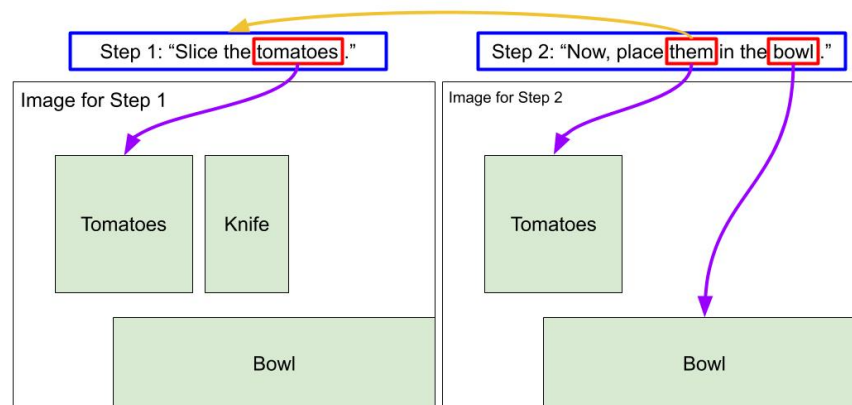 Step 1: “Slice the tomatoes.”
Step 2: “Now, place them in the bowl.”
Image for Step 1
Image for Step 2
Tomatoes
Knife
Tomatoes
Bowl
Bowl